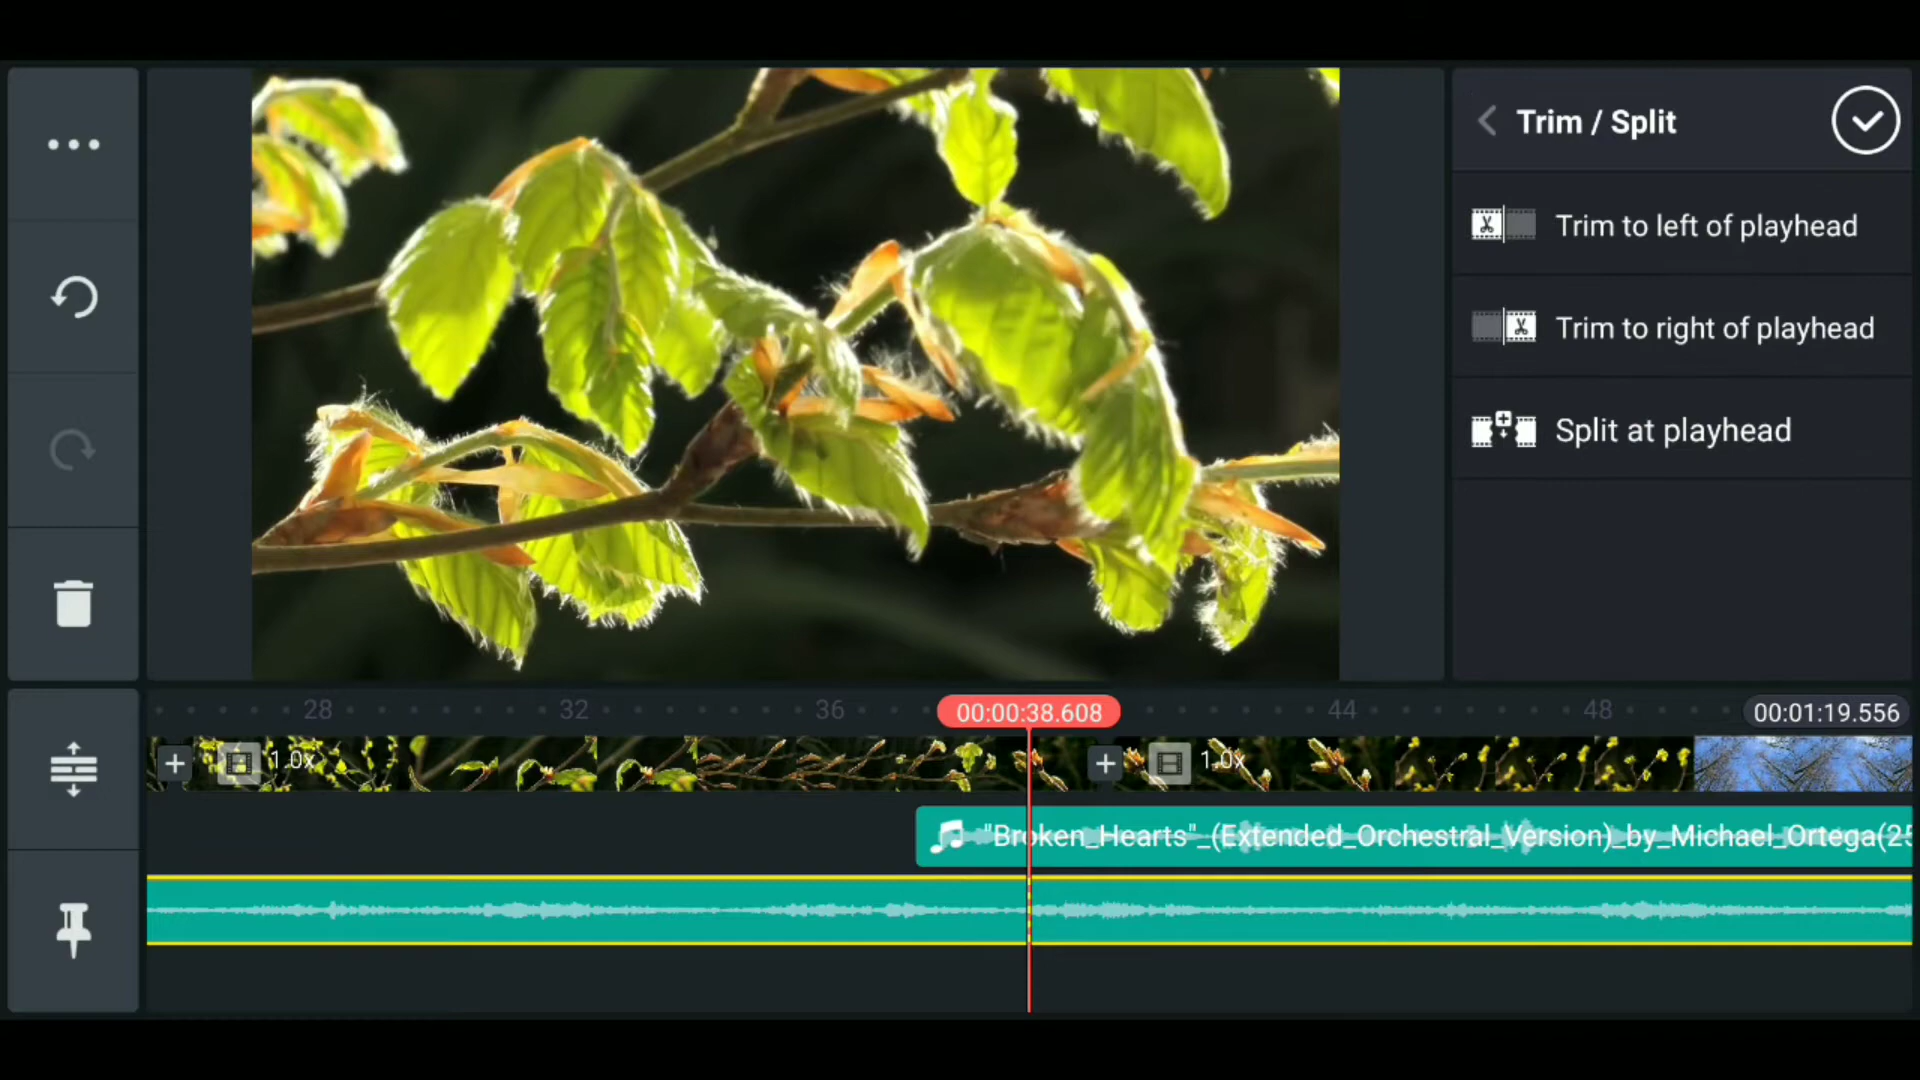 Trim / Split
Trim to left of playhead
Trim to right of playhead
Split at playhead
28 32 36 00:00:38.608 44 48 00:01:19.556
1.0x 1.0x
"Broken_Hearts"_(Extended_Orchestral_Version)_by_Michael_Ortega(25